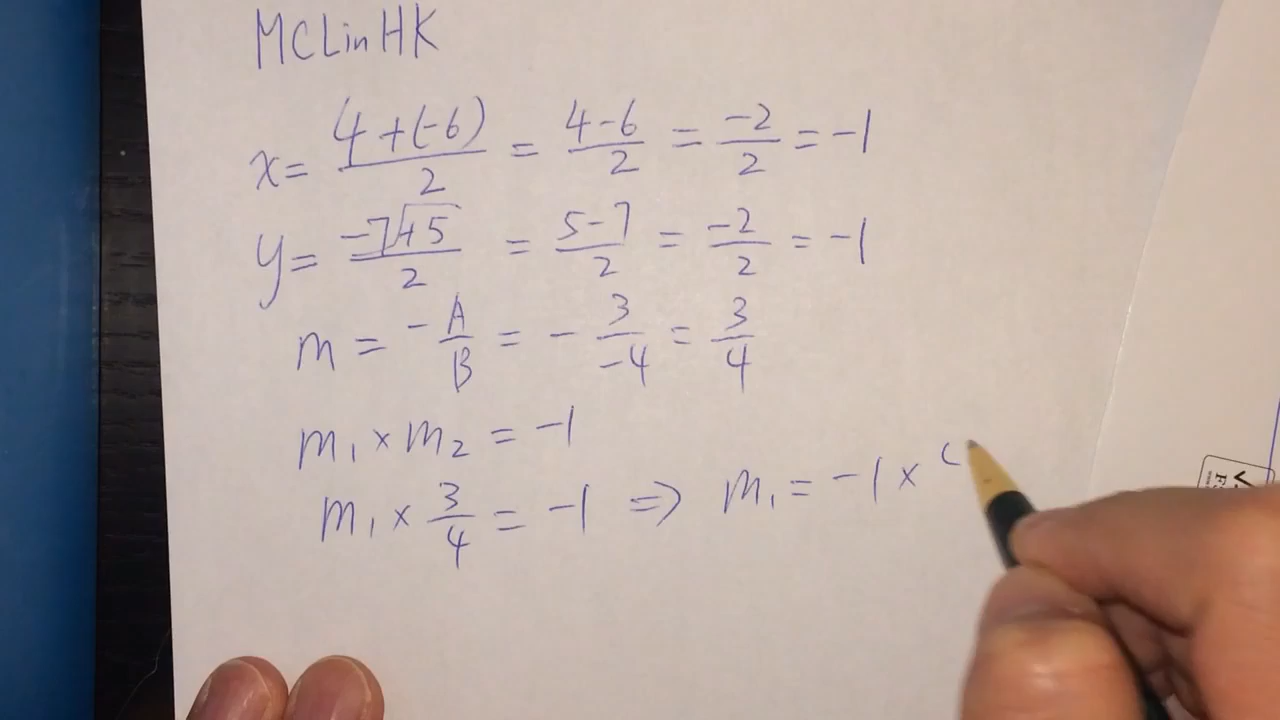 MCLinHK
x = (4+(-6))/2 = (4-6)/2 = -2/2 = -1
y = (-7+5)/2 = (5-7)/2 = -2/2 = -1
m = -A/B = -3/-4 = 3/4
m₁ × m₂ = -1
m₁ × 3/4 = -1 ⇒ m₁ = -1 × (